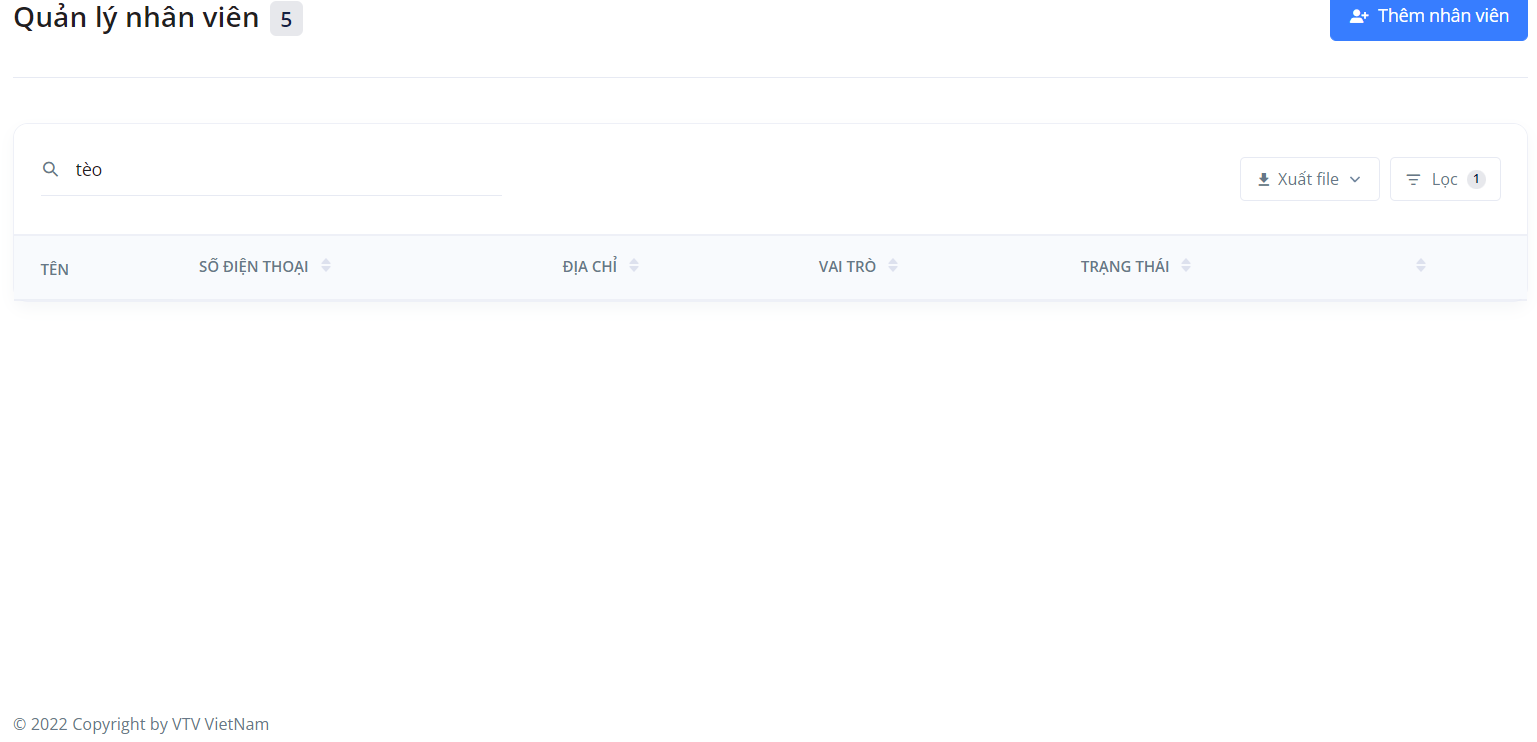 Quản lý nhân viên 5
Thêm nhân viên
tèo
Xuất file
Lọc 1
TÊN SỐ ĐIỆN THOẠI ĐỊA CHỈ VAI TRÒ TRẠNG THÁI
© 2022 Copyright by VTV VietNam